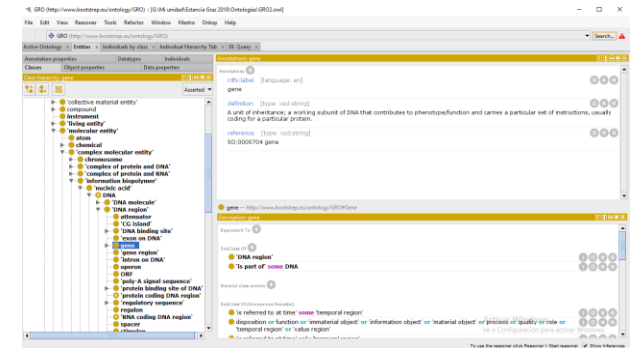 GRO (http://www.bootstrep.eu/ontology/GRO) : [G:\Mi unidad\Estancia Graz 2019\Ontologías\GRO2.owl]
File Edit View Reasoner Tools Refactor Window Mastro Ontop Help
GRO (http://www.bootstrep.eu/ontology/GRO)
Search...
Active Ontology × Entities × Individuals by class × Individual Hierarchy Tab × DL Query ×
Annotation properties Datatypes Individuals
Classes Object properties Data properties
Class hierarchy: gene
Asserted
'collective material entity'
compound
instrument
'living entity'
'molecular entity'
atom
chemical
'complex molecular entity'
chromosome
'complex of protein and DNA'
'complex of protein and RNA'
'information biopolymer'
'nucleic acid'
DNA
'DNA molecule'
'DNA region'
attenuator
'CG island'
'DNA binding site'
'exon on DNA'
gene
'gene region'
'intron on DNA'
operon
ORF
'poly-A signal sequence'
'protein binding site of DNA'
'protein coding DNA region'
'regulatory sequence'
regulon
'RNA coding DNA region'
spacer
Annotations: gene
Annotations
rdfs:label [language: en]
gene
definition [type: xsd:string]
A unit of inheritance; a working subunit of DNA that contributes to phenotype/function and carries a particular set of instructions, usually
coding for a particular protein.
reference [type: xsd:string]
SO:0000704 gene
gene — http://www.bootstrep.eu/ontology/GRO#Gene
Description: gene
Equivalent To
SubClass Of
'DNA region'
'is part of' some DNA
General class axioms
SubClass Of (Anonymous Ancestor)
'is referred to at time' some 'temporal region'
disposition or function or 'immaterial object' or 'information object' or 'material object' or process or quality or role or
'temporal region' or 'value region'
Activar Windows
Ve a Configuración para activar Windows.
To use the reasoner click Reasoner > Start reasoner
Show Inferences